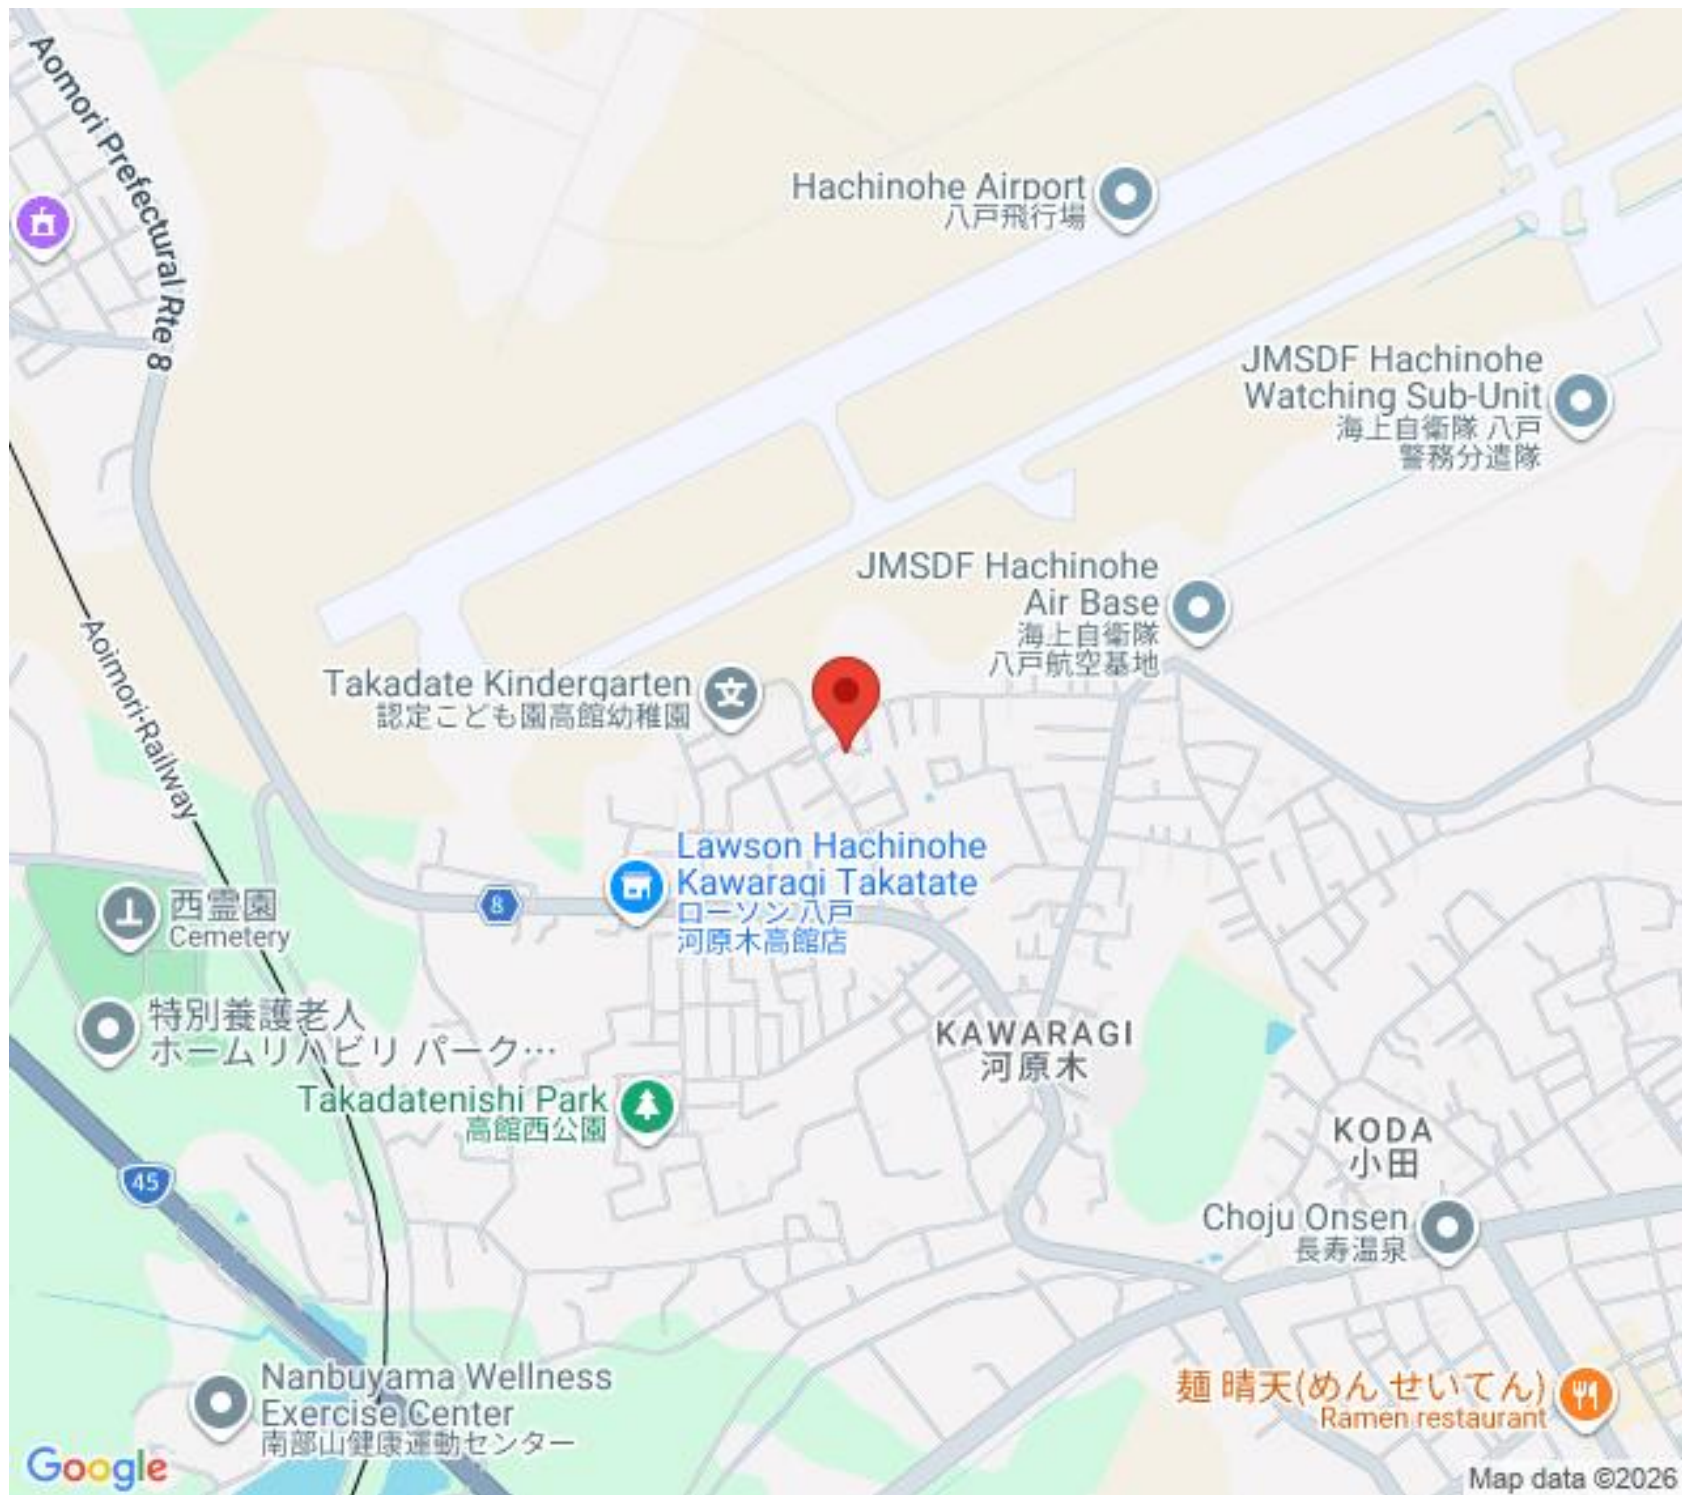 Aomori Prefectural Rte 8
Hachinohe Airport
八戸飛行場
JMSDF Hachinohe
Watching Sub-Unit
海上自衛隊 八戸
警務分遣隊
JMSDF Hachinohe
Air Base
海上自衛隊
八戸航空基地
Aoimori-Railway
Takadate Kindergarten
認定こども園高館幼稚園
文
Lawson Hachinohe
Kawaragi Takatate
ローソン 八戸
河原木高館店
8
西霊園
Cemetery
特別養護老人
ホームリハビリ パーク…
KAWARAGI
河原木
Takadatenishi Park
高館西公園
KODA
小田
45
Choju Onsen
長寿温泉
Nanbuyama Wellness
Exercise Center
南部山健康運動センター
麺 晴天(めん せいてん)
Ramen restaurant
Google
Map data ©2026